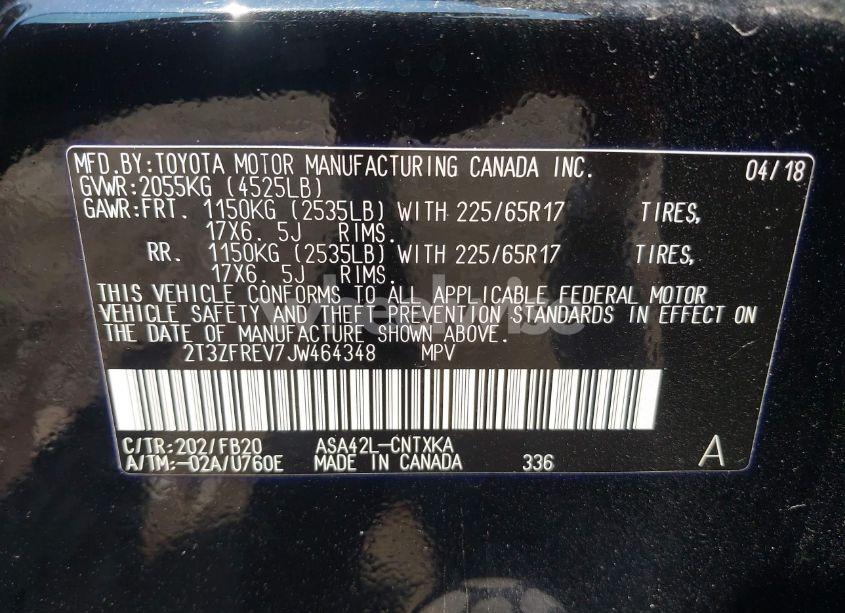 MFD.BY:TOYOTA MOTOR MANUFACTURING CANADA INC. 04/18
GVWR:2055KG (4525LB)
GAWR:FRT. 1150KG (2535LB) WITH 225/65R17 TIRES,
17X6. 5J RIMS.
RR. 1150KG (2535LB) WITH 225/65R17 TIRES,
17X6. 5J RIMS.
THIS VEHICLE CONFORMS TO ALL APPLICABLE FEDERAL MOTOR
VEHICLE SAFETY AND THEFT PREVENTION STANDARDS IN EFFECT ON
THE DATE OF MANUFACTURE SHOWN ABOVE.
2T3ZFREV7JW464348 MPV
C/TR:202/FB20 ASA42L-CNTXKA
A/TM:-02A/U760E MADE IN CANADA 336 A